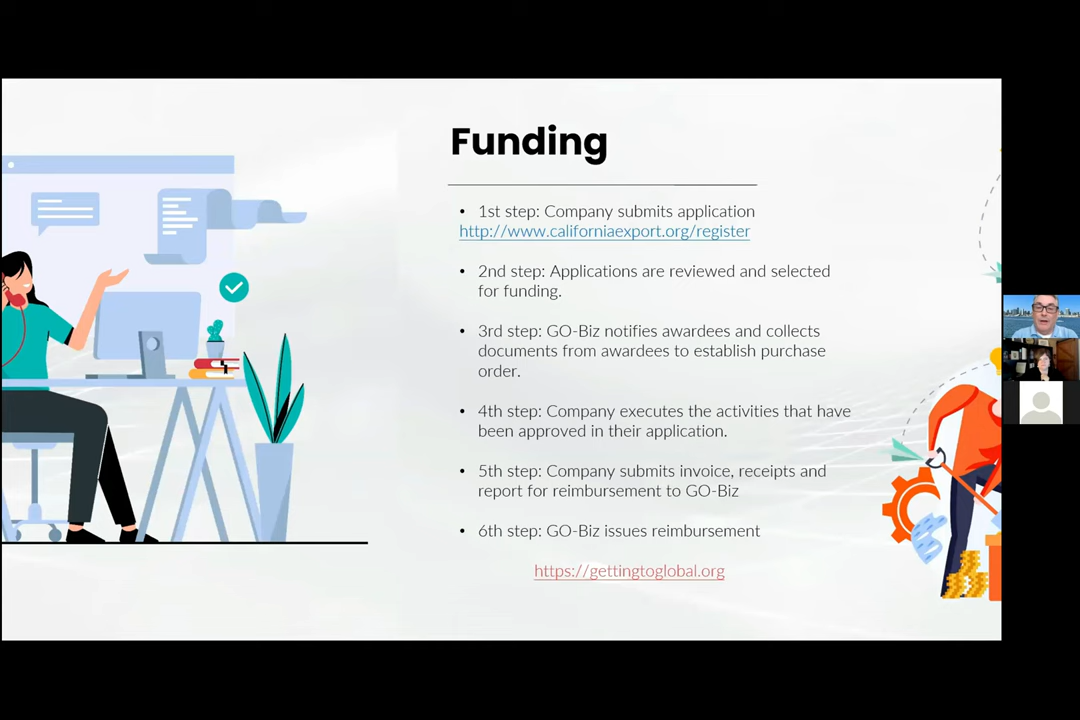 Funding
• 1st step: Company submits application
http://www.californiaexport.org/register
• 2nd step: Applications are reviewed and selected
for funding.
• 3rd step: GO-Biz notifies awardees and collects
documents from awardees to establish purchase
order.
• 4th step: Company executes the activities that have
been approved in their application.
• 5th step: Company submits invoice, receipts and
report for reimbursement to GO-Biz
• 6th step: GO-Biz issues reimbursement
https://gettingtoglobal.org